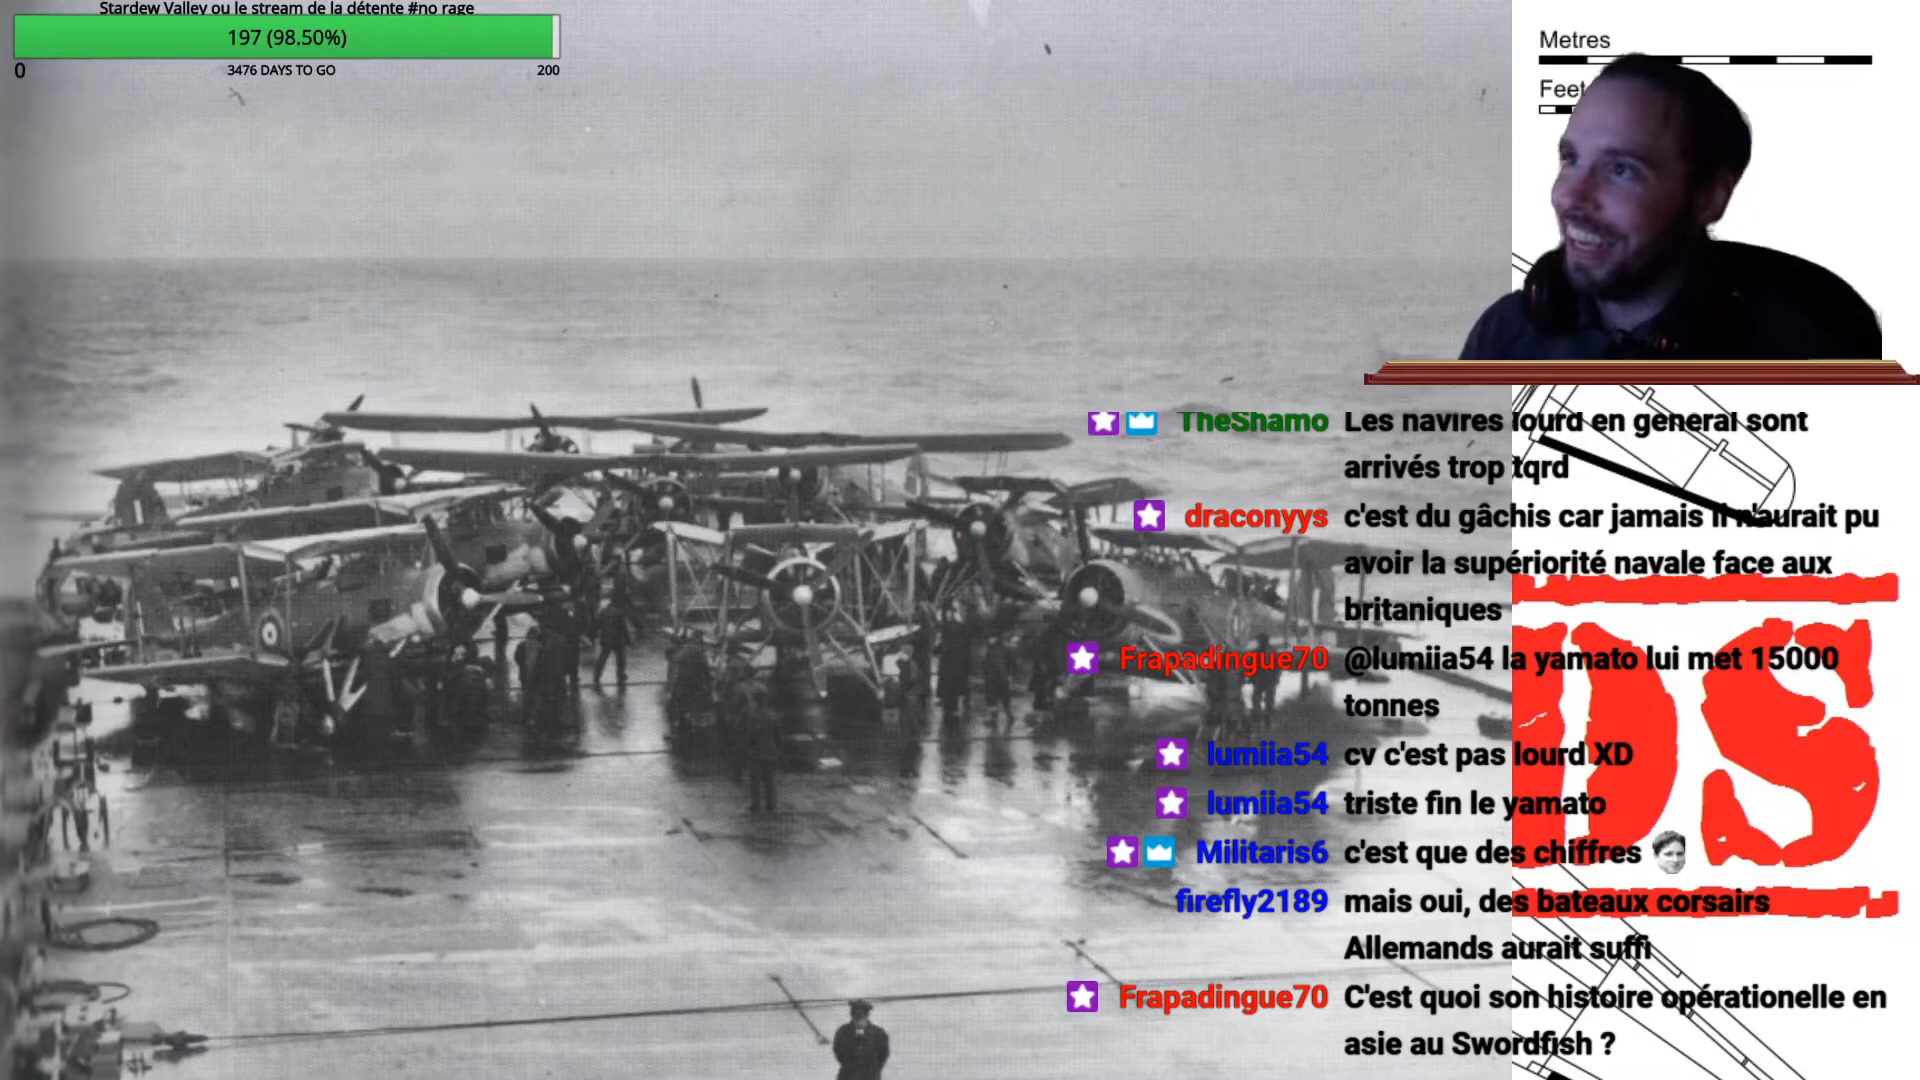 Stardew Valley ou le stream de la détente #no rage
197 (98.50%)
0
3476 DAYS TO GO
200
Metres
Feet
TheShamo Les navires lourd en general sont
arrivés trop tqrd
draconyys c'est du gâchis car jamais il n'aurait pu
avoir la supériorité navale face aux
britaniques
Frapadingue70 @lumiia54 la yamato lui met 15000
tonnes
lumiia54 cv c'est pas lourd XD
lumiia54 triste fin le yamato
Militaris6 c'est que des chiffres
firefly2189 mais oui, des bateaux corsairs
Allemands aurait suffi
Frapadingue70 C'est quoi son histoire opérationelle en
asie au Swordfish ?
DS